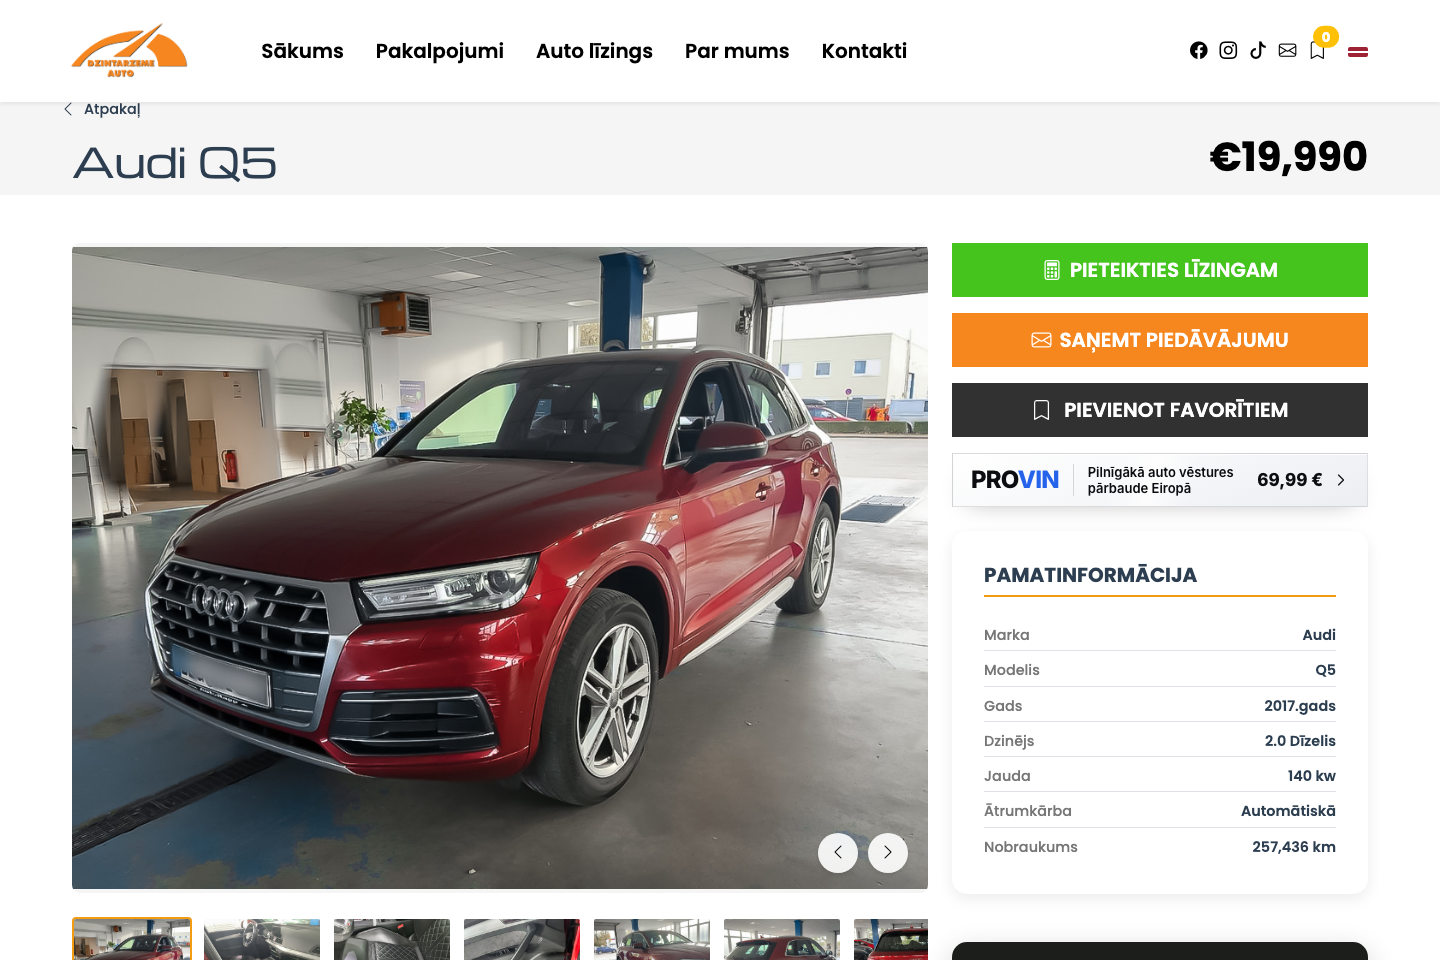 DZINTARZEME
AUTO
Sākums
Pakalpojumi
Auto līzings
Par mums
Kontakti
0
Atpakaļ
Audi Q5
€19,990
PIETEIKTIES LĪZINGAM
SAŅEMT PIEDĀVĀJUMU
PIEVIENOT FAVORĪTIEM
PROVIN
Pilnīgākā auto vēstures
pārbaude Eiropā
69,99 €
PAMATINFORMĀCIJA
Marka Audi
Modelis Q5
Gads 2017.gads
Dzinējs 2.0 Dīzelis
Jauda 140 kw
Ātrumkārba Automātiskā
Nobraukums 257,436 km